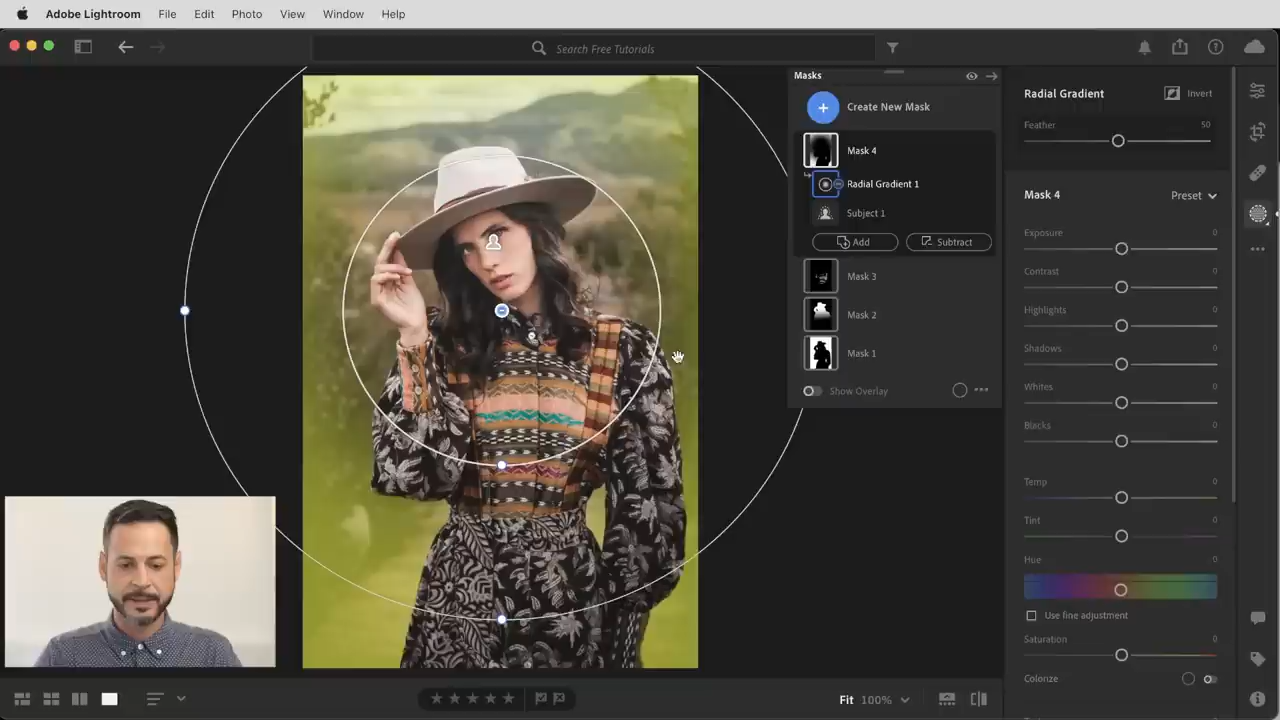 Adobe Lightroom File Edit Photo View Window Help
Search Free Tutorials
Masks
Create New Mask
Mask 4
Radial Gradient 1
Subject 1
Add Subtract
Mask 3
Mask 2
Mask 1
Show Overlay
Radial Gradient Invert
Feather 50
Mask 4 Preset
Exposure 0
Contrast 0
Highlights 0
Shadows 0
Whites 0
Blacks 0
Temp 0
Tint 0
Hue 0
Use fine adjustment
Saturation 0
Colorize
Fit 100%